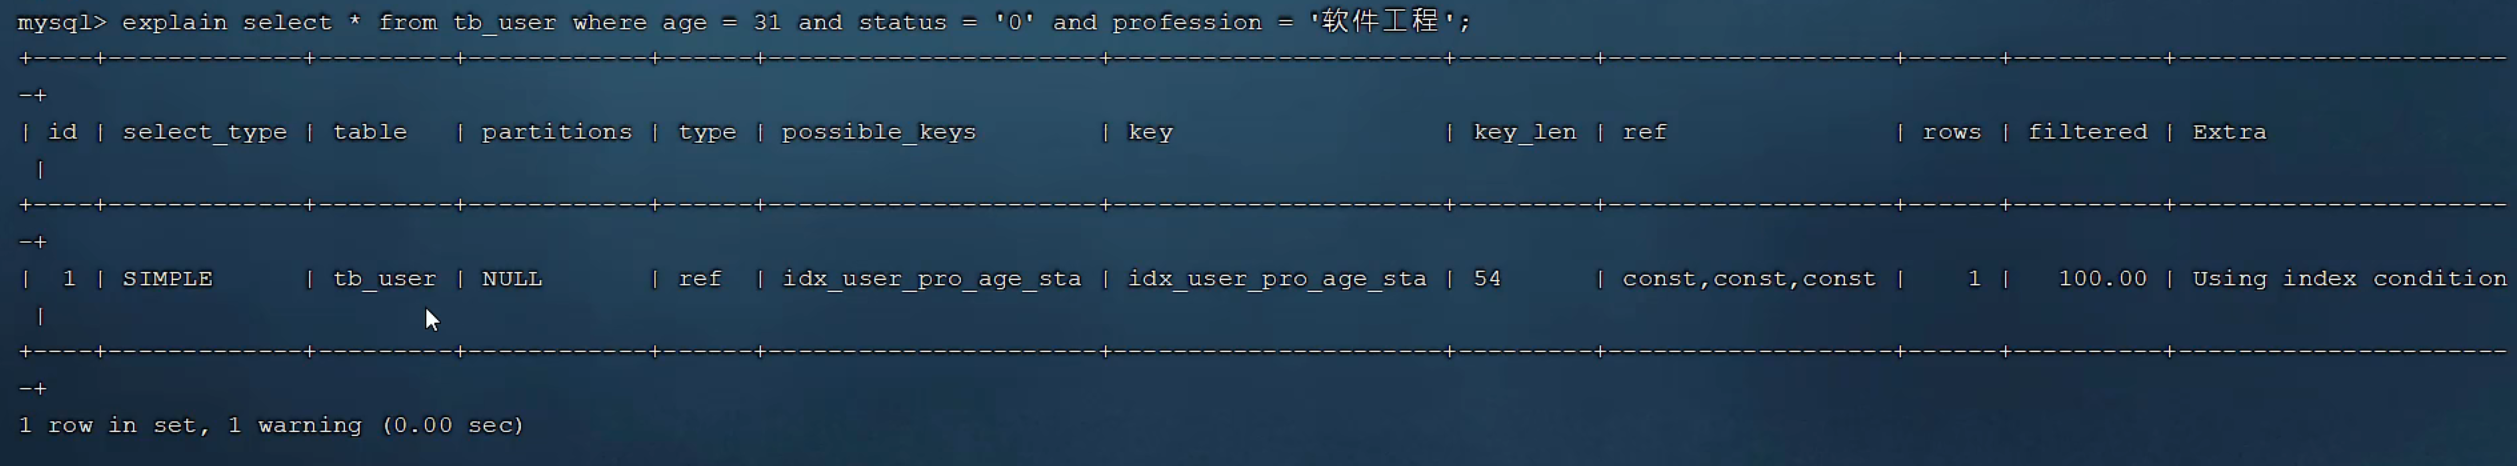 mysql> explain select * from tb_user where age = 31 and status = '0' and profession = '软件工程';
+----+-------------+---------+------------+------+----------------------+----------------------+---------+-------------------+------+----------+----------------------
-+
| id | select_type | table   | partitions | type | possible_keys        | key                  | key_len | ref               | rows | filtered | Extra
 |
+----+-------------+---------+------------+------+----------------------+----------------------+---------+-------------------+------+----------+----------------------
-+
|  1 | SIMPLE      | tb_user | NULL       | ref  | idx_user_pro_age_sta | idx_user_pro_age_sta | 54      | const,const,const |    1 |   100.00 | Using index condition
 |
+----+-------------+---------+------------+------+----------------------+----------------------+---------+-------------------+------+----------+----------------------
-+
1 row in set, 1 warning (0.00 sec)